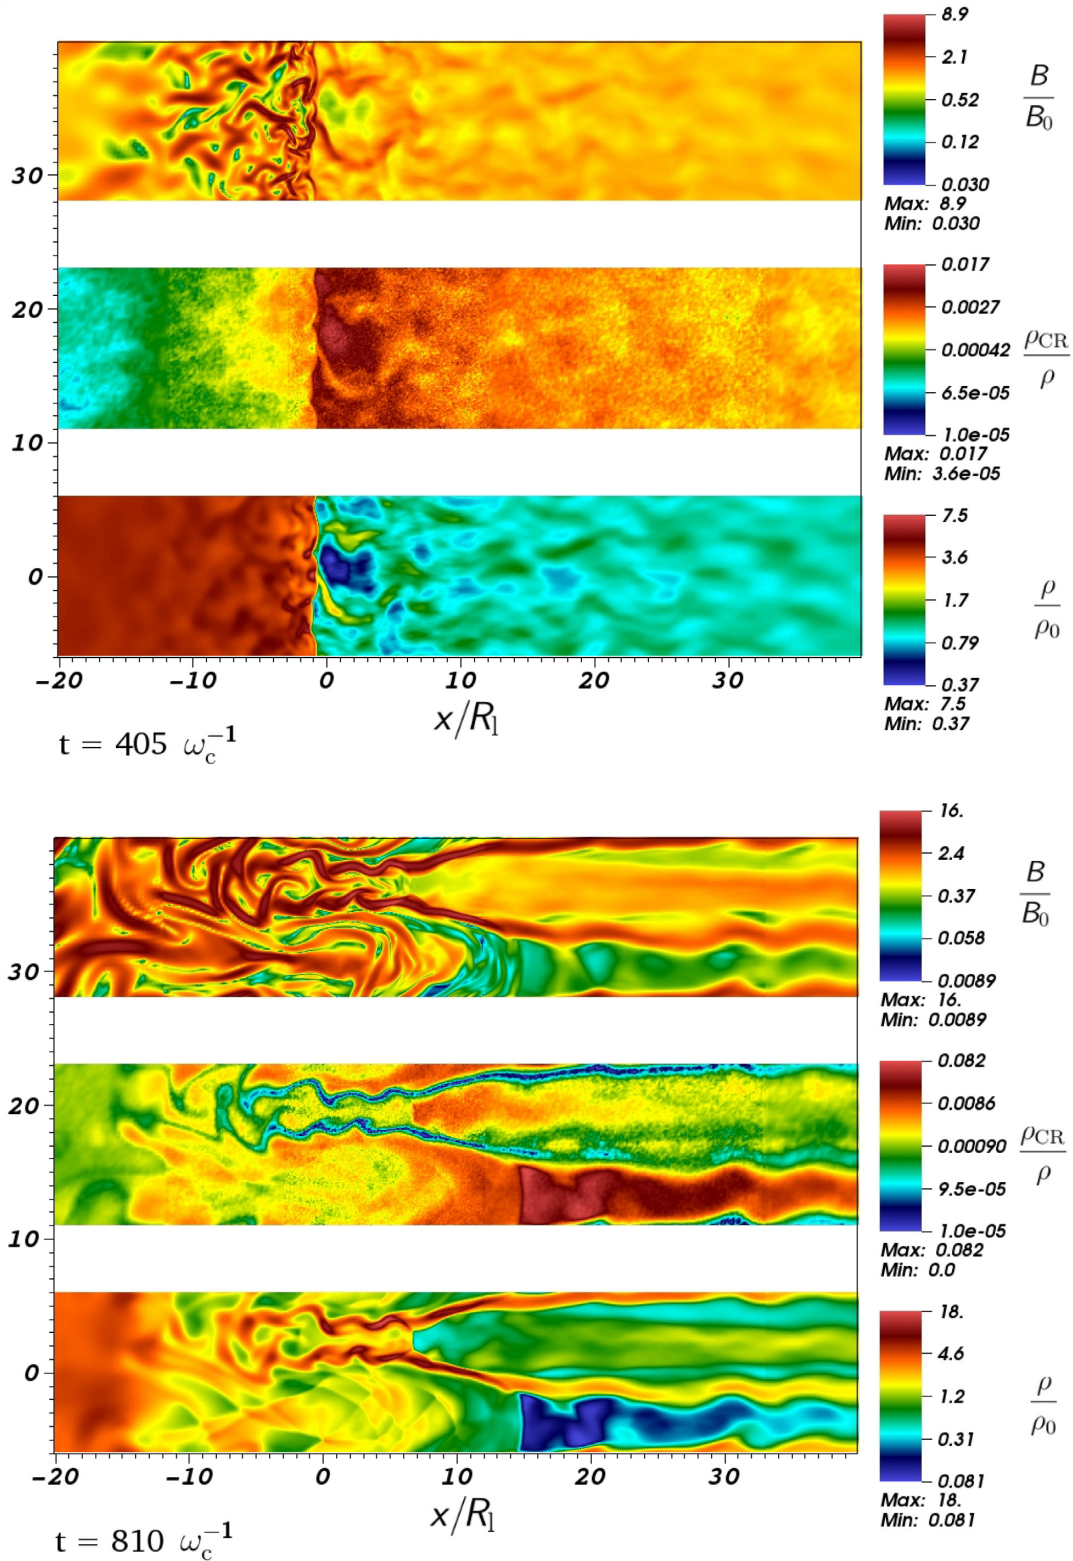 8.9
2.1
0.52
0.12
0.030
Max: 8.9
Min: 0.030
B
B₀
30
0.017
0.0027
0.00042
6.5e-05
1.0e-05
Max: 0.017
Min: 3.6e-05
ρCR
ρ
20
10
7.5
3.6
1.7
0.79
0.37
Max: 7.5
Min: 0.37
ρ
ρ₀
0
−20 −10 0 10 20 30
x/Rₗ
t = 405 ω_c^−1
16.
2.4
0.37
0.058
0.0089
Max: 16.
Min: 0.0089
B
B₀
30
0.082
0.0086
0.00090
9.5e-05
1.0e-05
Max: 0.082
Min: 0.0
ρCR
ρ
20
10
18.
4.6
1.2
0.31
0.081
Max: 18.
Min: 0.081
ρ
ρ₀
0
−20 −10 0 10 20 30
x/Rₗ
t = 810 ω_c^−1